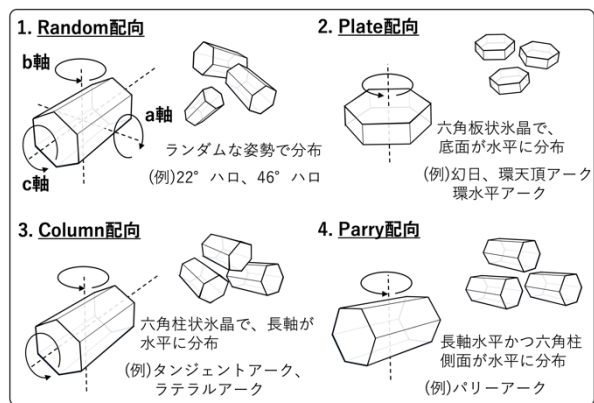 1. Random配向
b軸
a軸
c軸
ランダムな姿勢で分布
(例)22°ハロ、46°ハロ
2. Plate配向
六角板状氷晶で、
底面が水平に分布
(例)幻日、環天頂アーク
環水平アーク
3. Column配向
六角柱状氷晶で、長軸が
水平に分布
(例)タンジェントアーク、
ラテラルアーク
4. Parry配向
長軸水平かつ六角柱
側面が水平に分布
(例)パリーアーク